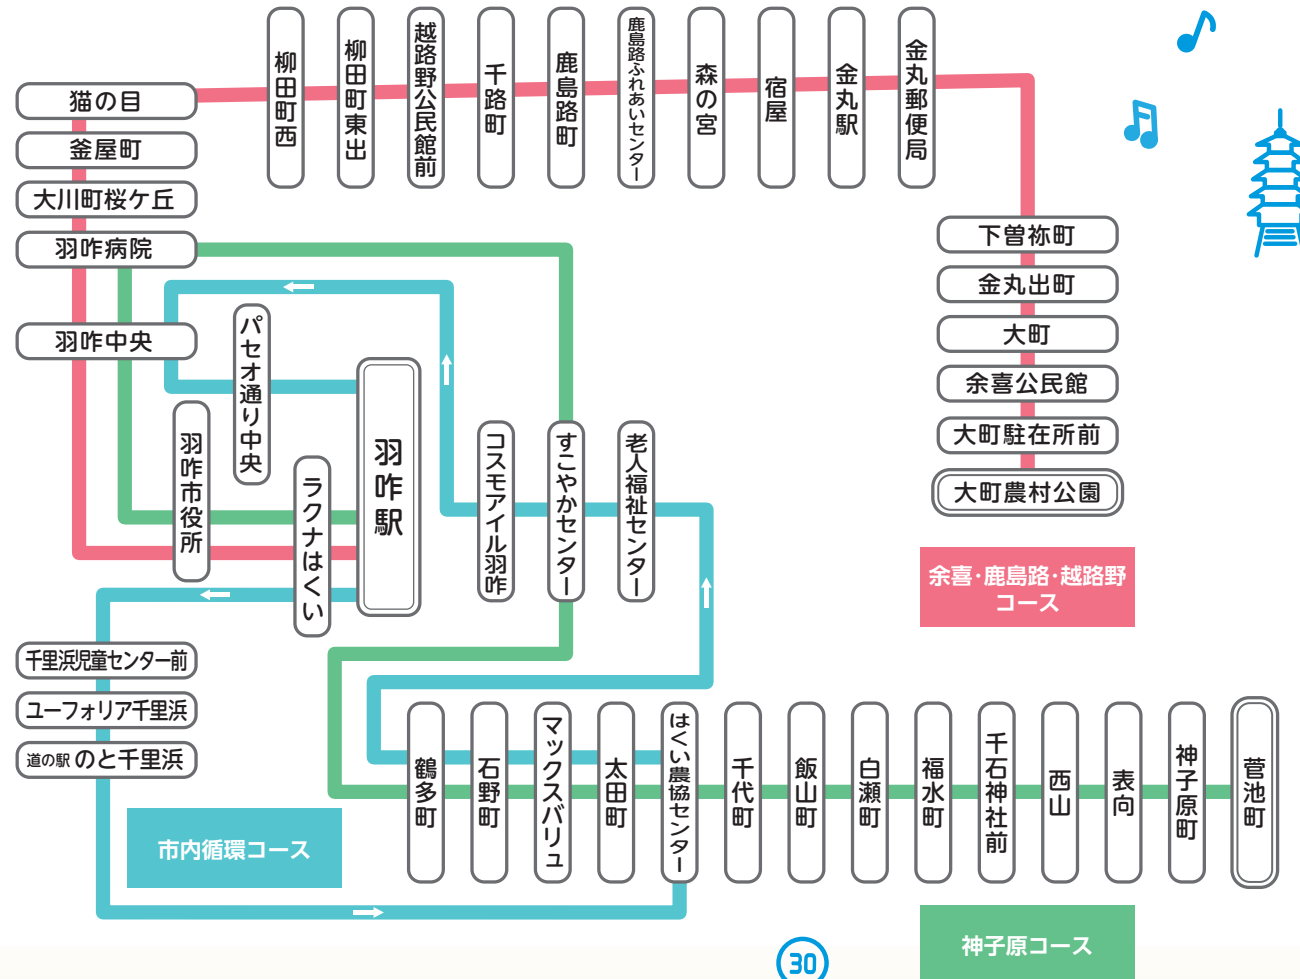 柳田町西
柳田町東出
越路野公民館前
千路町
鹿島路町
鹿島路ふれあいセンター
森の宮
宿屋
金丸駅
金丸郵便局
猫の目
釜屋町
大川町桜ケ丘
羽咋病院
羽咋中央
下曽祢町
金丸出町
大町
余喜公民館
大町駐在所前
大町農村公園
パセオ通り中央
羽咋市役所
ラクナはくい
羽咋駅
コスモアイル羽咋
すこやかセンター
老人福祉センター
余喜・鹿島路・越路野
コース
千里浜児童センター前
ユーフォリア千里浜
道の駅 のと千里浜
市内循環コース
鶴多町
石野町
マックスバリュ
太田町
はくい農協センター
千代町
飯山町
白瀬町
福水町
千石神社前
西山
表向
神子原町
菅池町
神子原コース
30